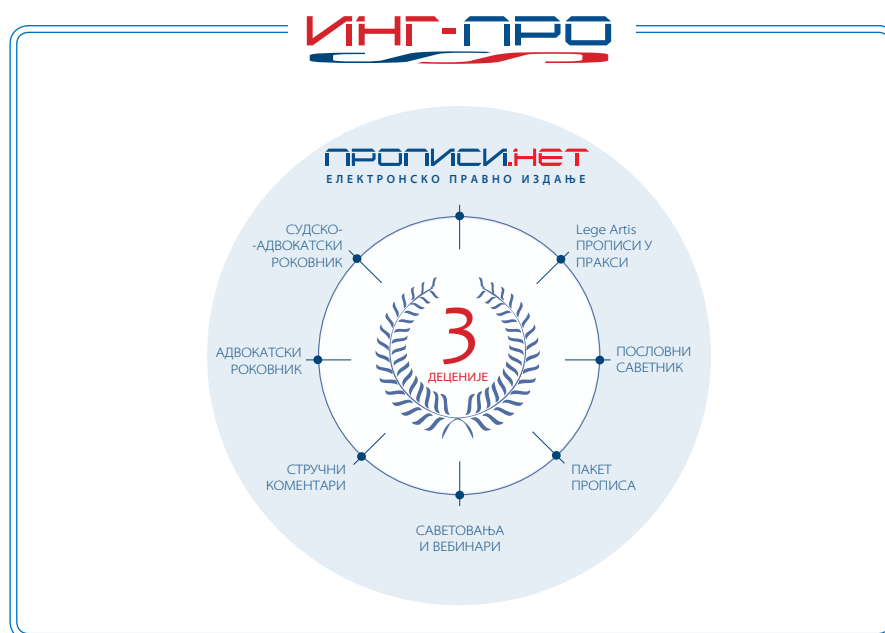 ИНГ-ПРО
ПРОПИСИ.НЕТ
ЕЛЕКТРОНСКО ПРАВНО ИЗДАЊЕ
СУДСКО-
-АДВОКАТСКИ
РОКОВНИК
Lege Artis
ПРОПИСИ У
ПРАКСИ
АДВОКАТСКИ
РОКОВНИК
3
ДЕЦЕНИЈЕ
ПОСЛОВНИ
САВЕТНИК
СТРУЧНИ
КОМЕНТАРИ
ПАКЕТ
ПРОПИСА
САВЕТОВАЊА
И ВЕБИНАРИ